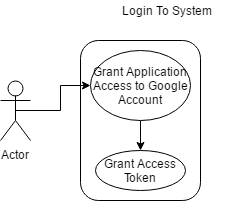 Login To System
Grant Application
Access to Google
Account
Actor
Grant Access
Token